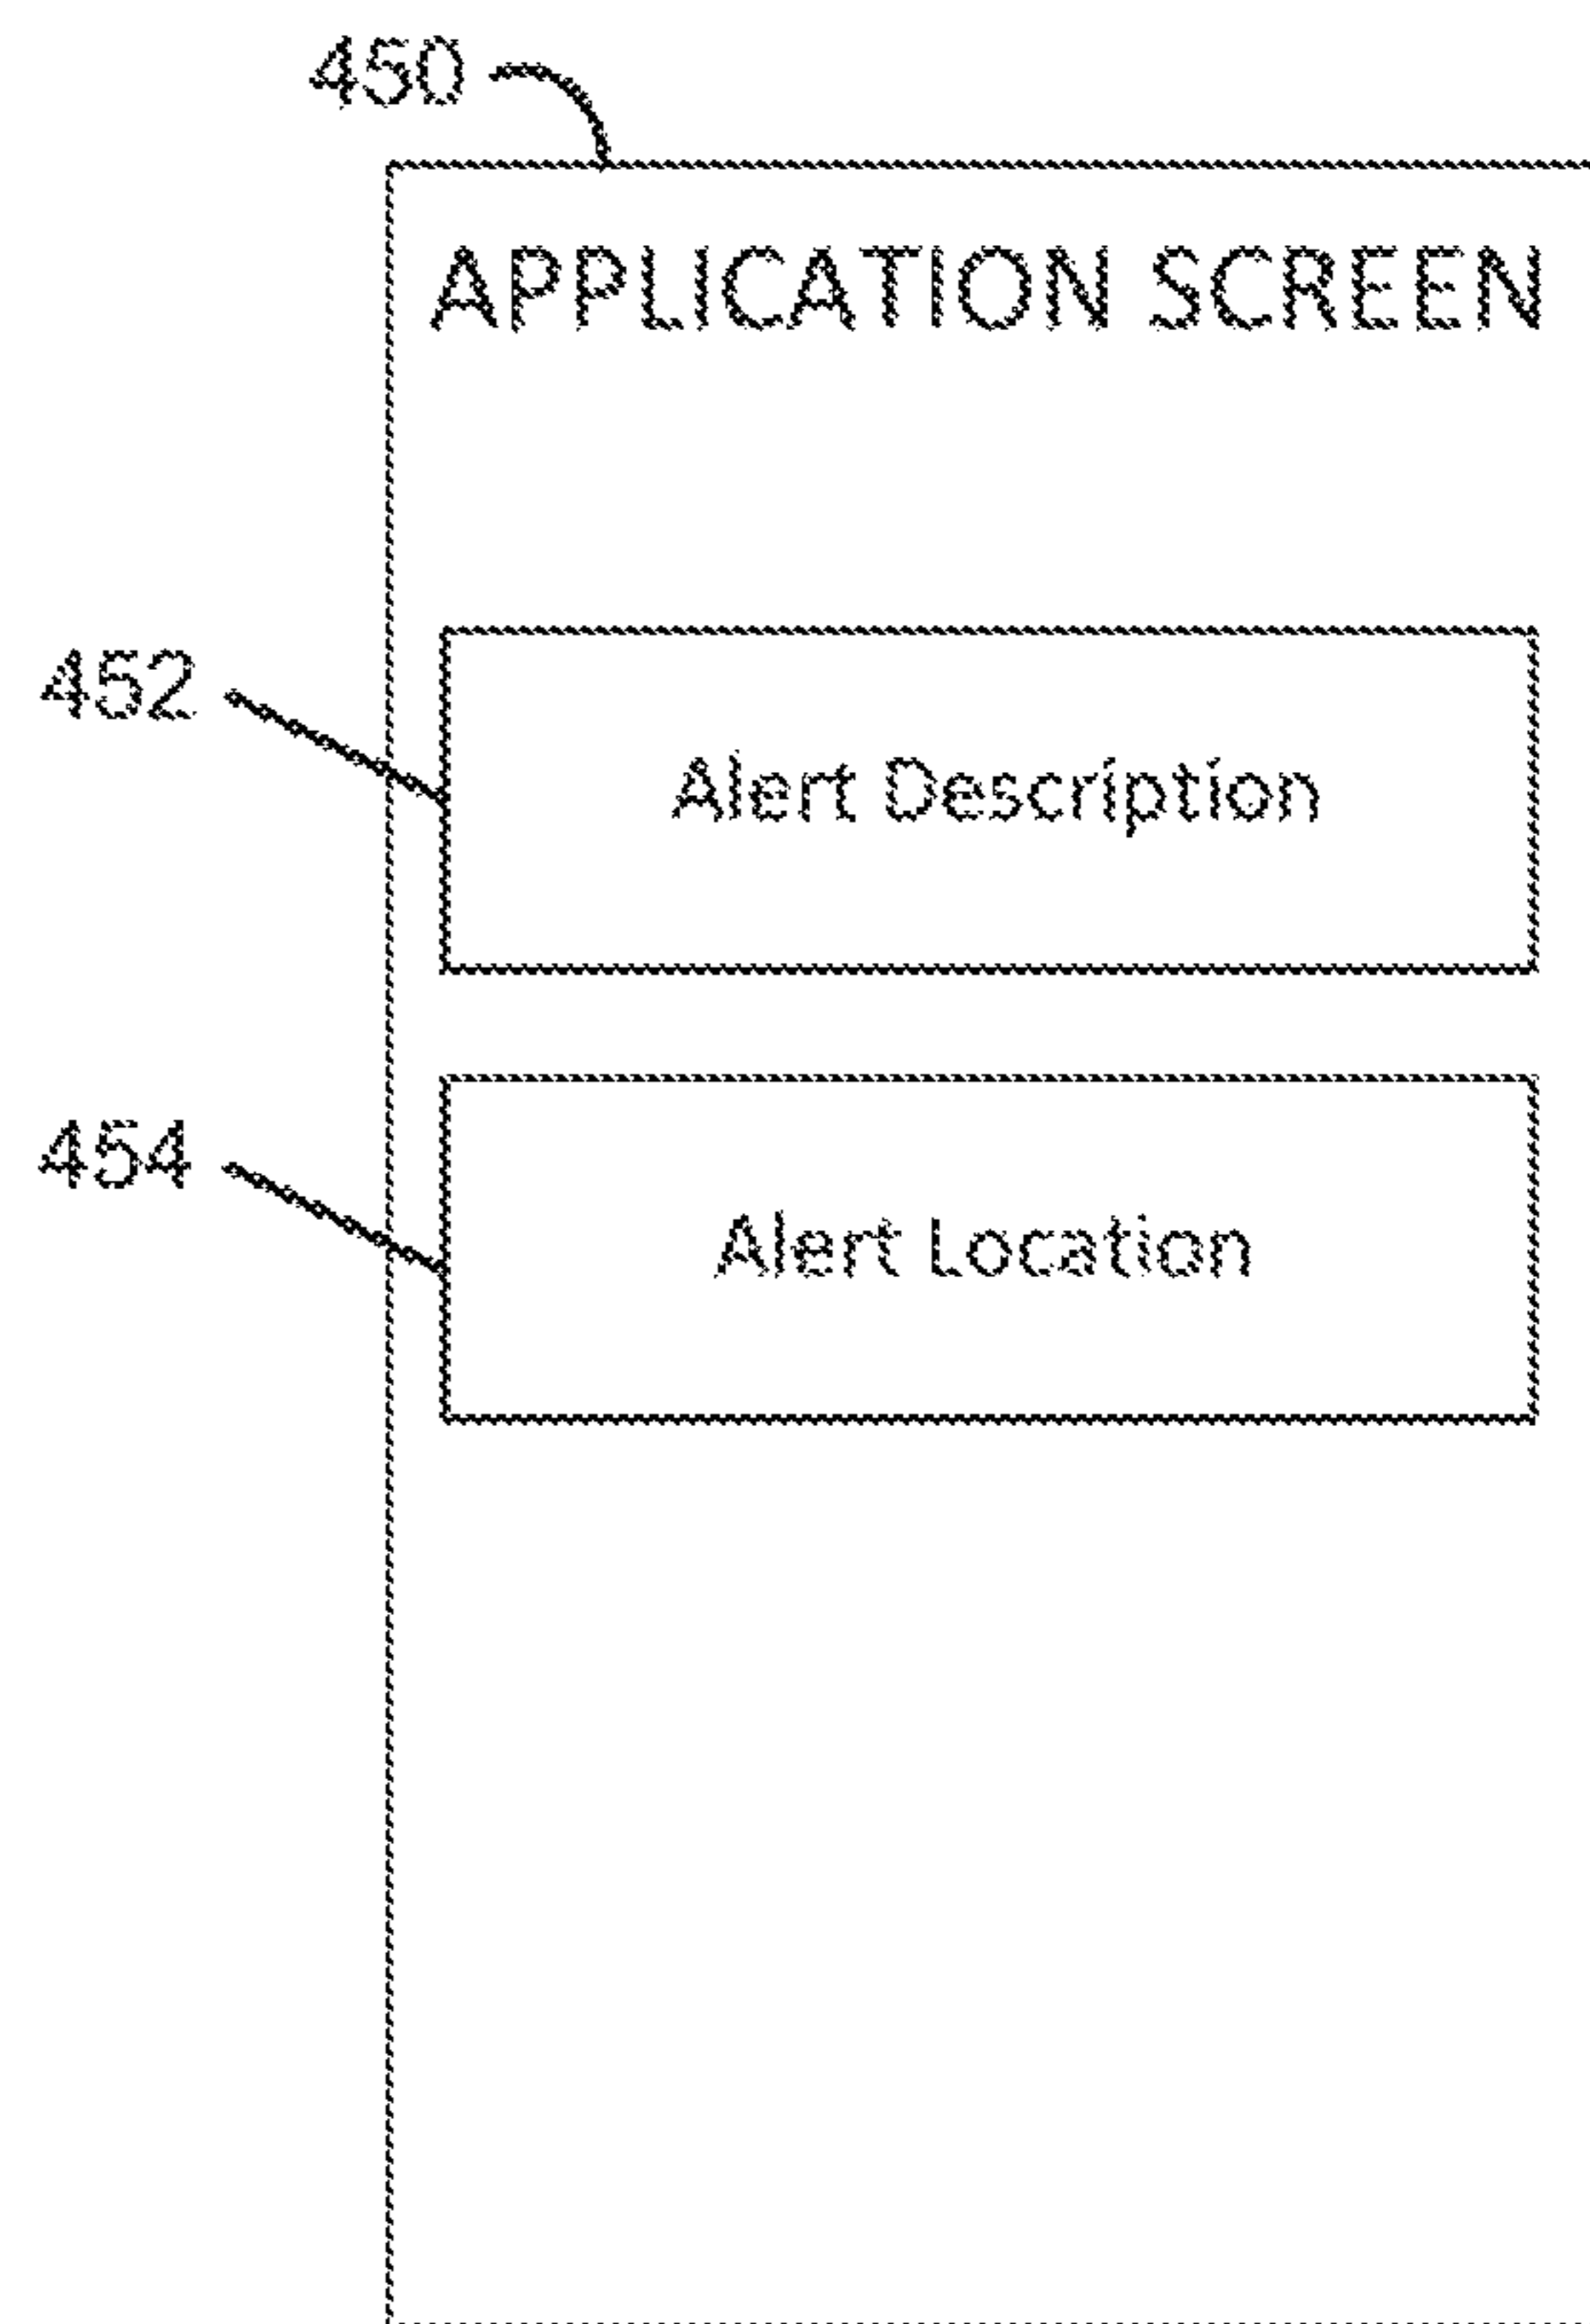 450
APPLICATION SCREEN
452
Alert Description
454
Alert Location